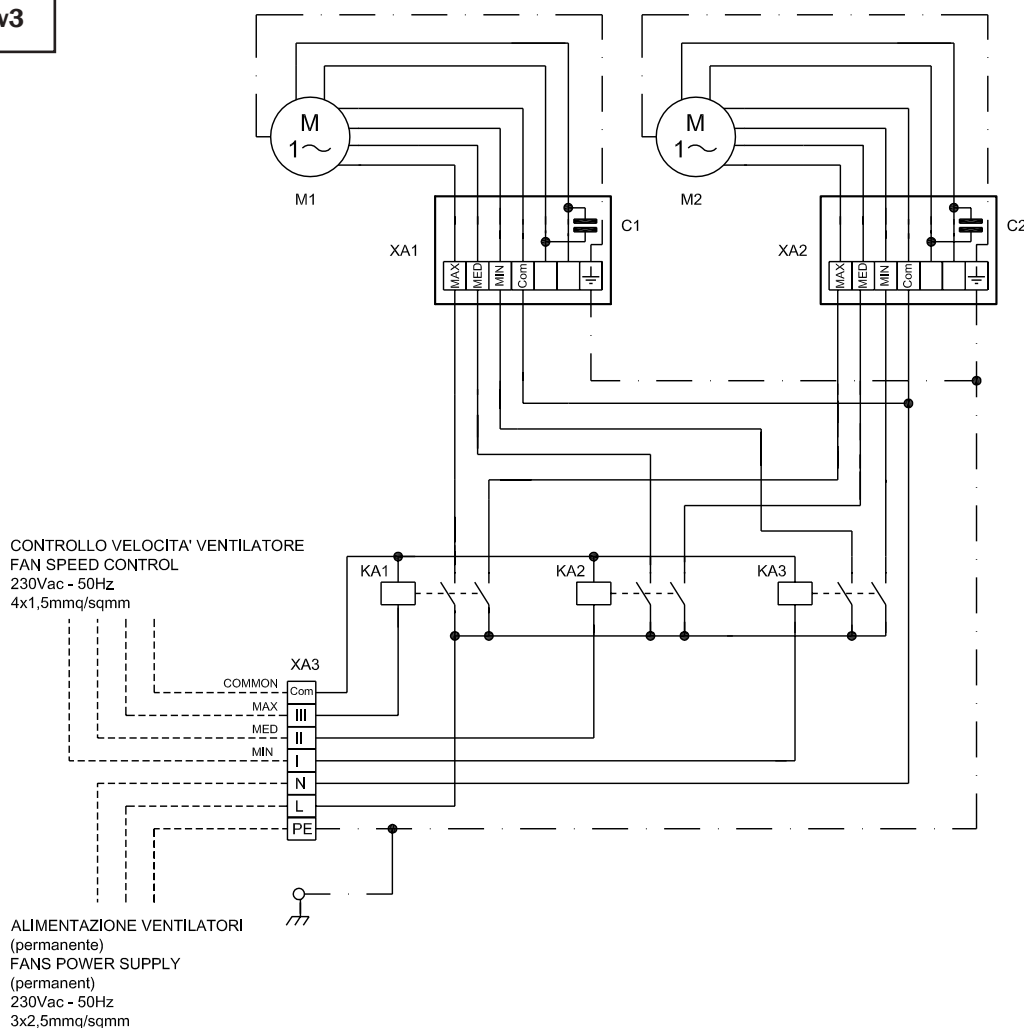 w3
M
1~
M1
M
1~
M2
C1
XA1
MAX
MED
MIN
Com
C2
XA2
MAX
MED
MIN
Com
CONTROLLO VELOCITA' VENTILATORE
FAN SPEED CONTROL
230Vac - 50Hz
4x1,5mmq/sqmm
KA1
KA2
KA3
XA3
COMMON
Com
MAX
III
MED
II
MIN
I
N
L
PE
ALIMENTAZIONE VENTILATORI
(permanente)
FANS POWER SUPPLY
(permanent)
230Vac - 50Hz
3x2,5mmq/sqmm